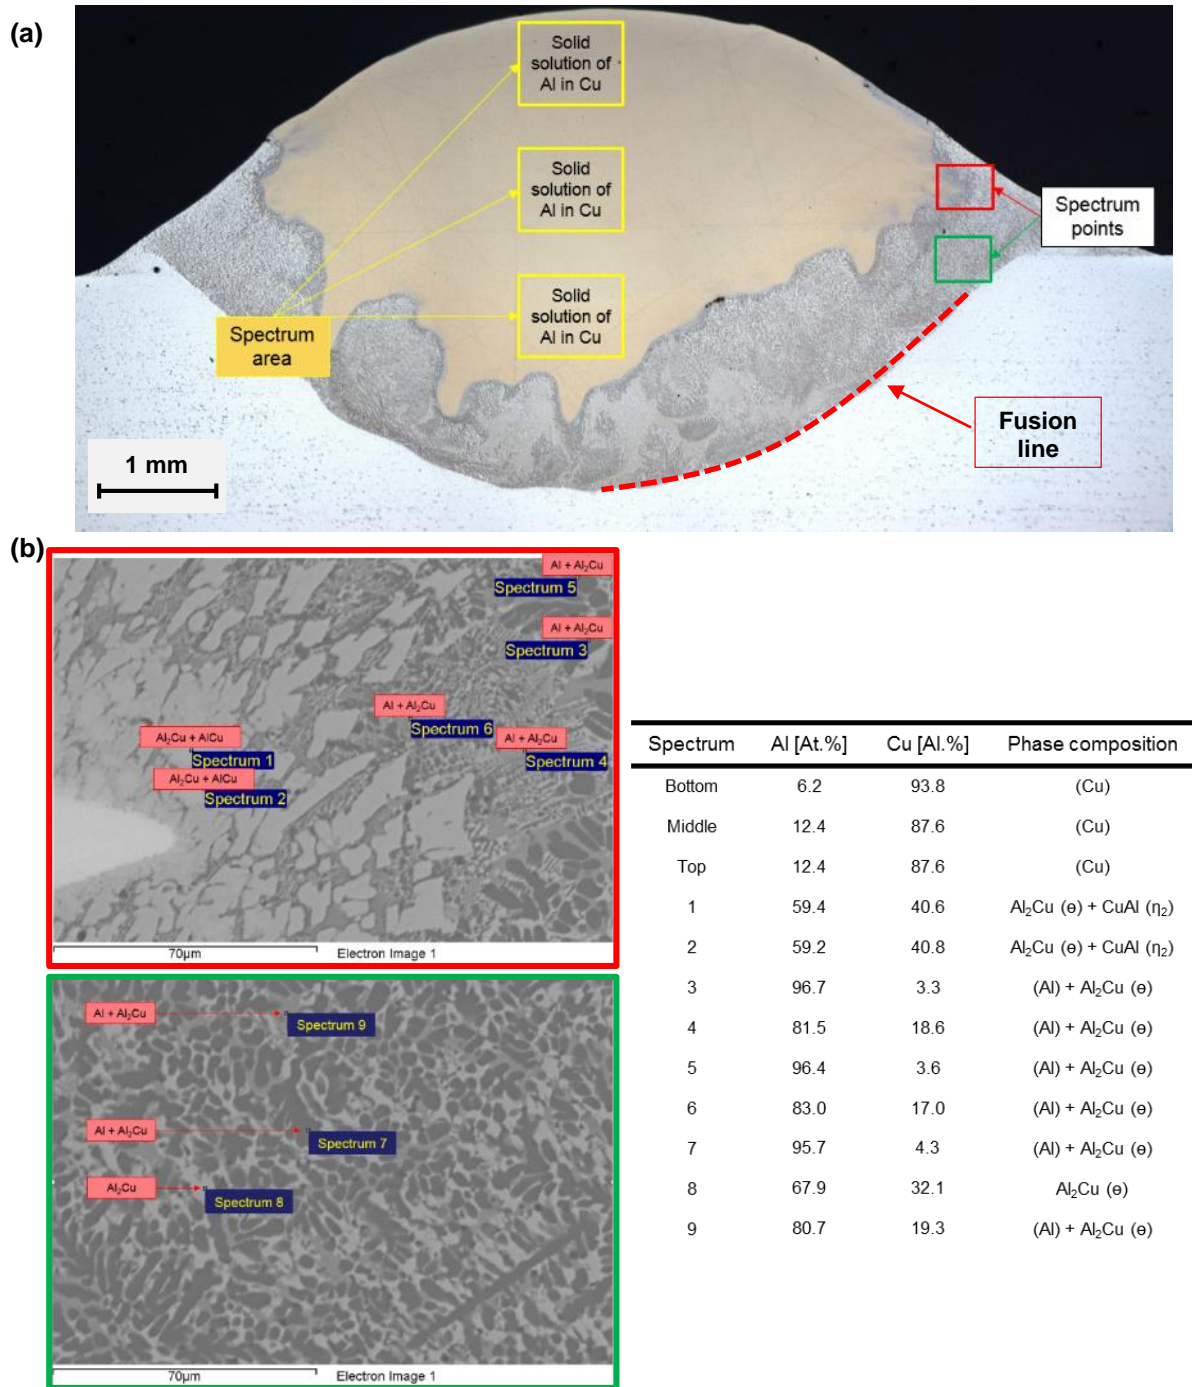 (a)
Solid
solution of
Al in Cu
Solid
solution of
Al in Cu
Solid
solution of
Al in Cu
Spectrum
points
Spectrum
area
Fusion
line
1 mm
(b)
Al + Al₂Cu
Spectrum 5
Al + Al₂Cu
Spectrum 3
Al + Al₂Cu
Spectrum 6
Al + Al₂Cu
Spectrum 4
Al₂Cu + AlCu
Spectrum 1
Al₂Cu + AlCu
Spectrum 2
70μm Electron Image 1
Al + Al₂Cu
Spectrum 9
Al + Al₂Cu
Spectrum 7
Al₂Cu
Spectrum 8
70μm Electron Image 1
Spectrum Al [At.%] Cu [Al.%] Phase composition
Bottom 6.2 93.8 (Cu)
Middle 12.4 87.6 (Cu)
Top 12.4 87.6 (Cu)
1 59.4 40.6 Al₂Cu (ɵ) + CuAl (η₂)
2 59.2 40.8 Al₂Cu (ɵ) + CuAl (η₂)
3 96.7 3.3 (Al) + Al₂Cu (ɵ)
4 81.5 18.6 (Al) + Al₂Cu (ɵ)
5 96.4 3.6 (Al) + Al₂Cu (ɵ)
6 83.0 17.0 (Al) + Al₂Cu (ɵ)
7 95.7 4.3 (Al) + Al₂Cu (ɵ)
8 67.9 32.1 Al₂Cu (ɵ)
9 80.7 19.3 (Al) + Al₂Cu (ɵ)